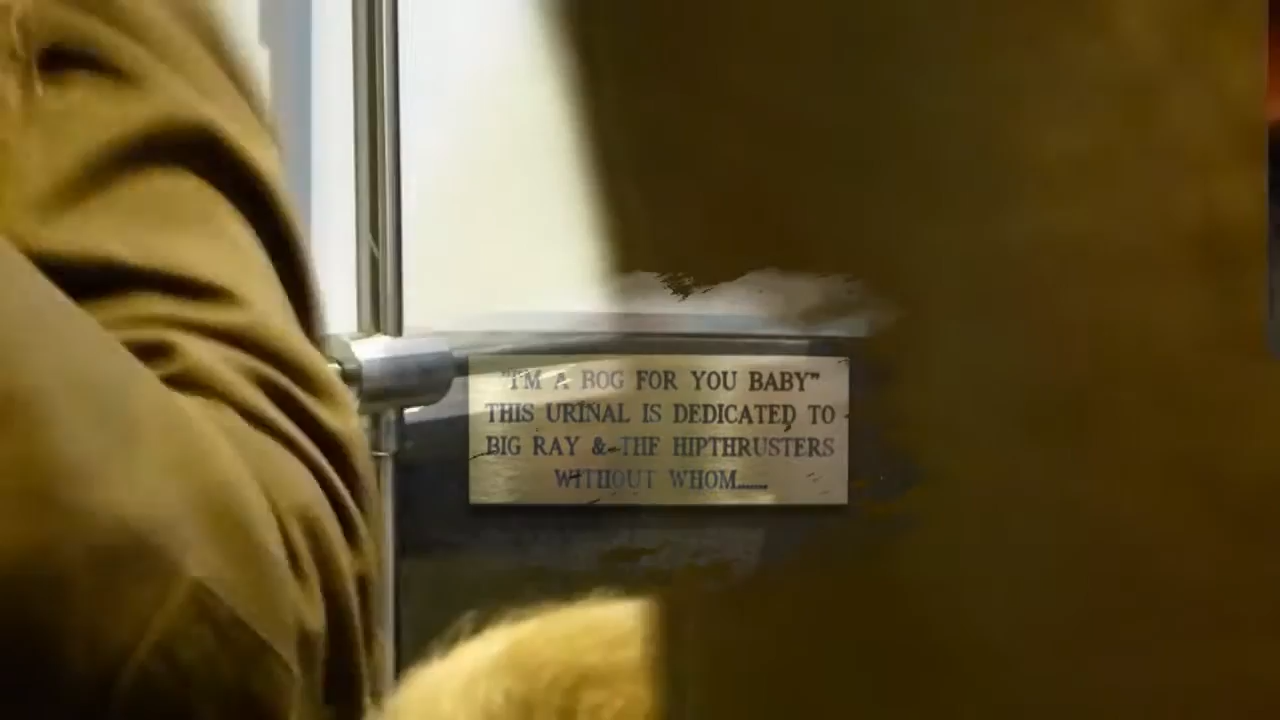 "I'M A BOG FOR YOU BABY"
THIS URINAL IS DEDICATED TO
BIG RAY & THE HIPTHRUSTERS
WITHOUT WHOM.......